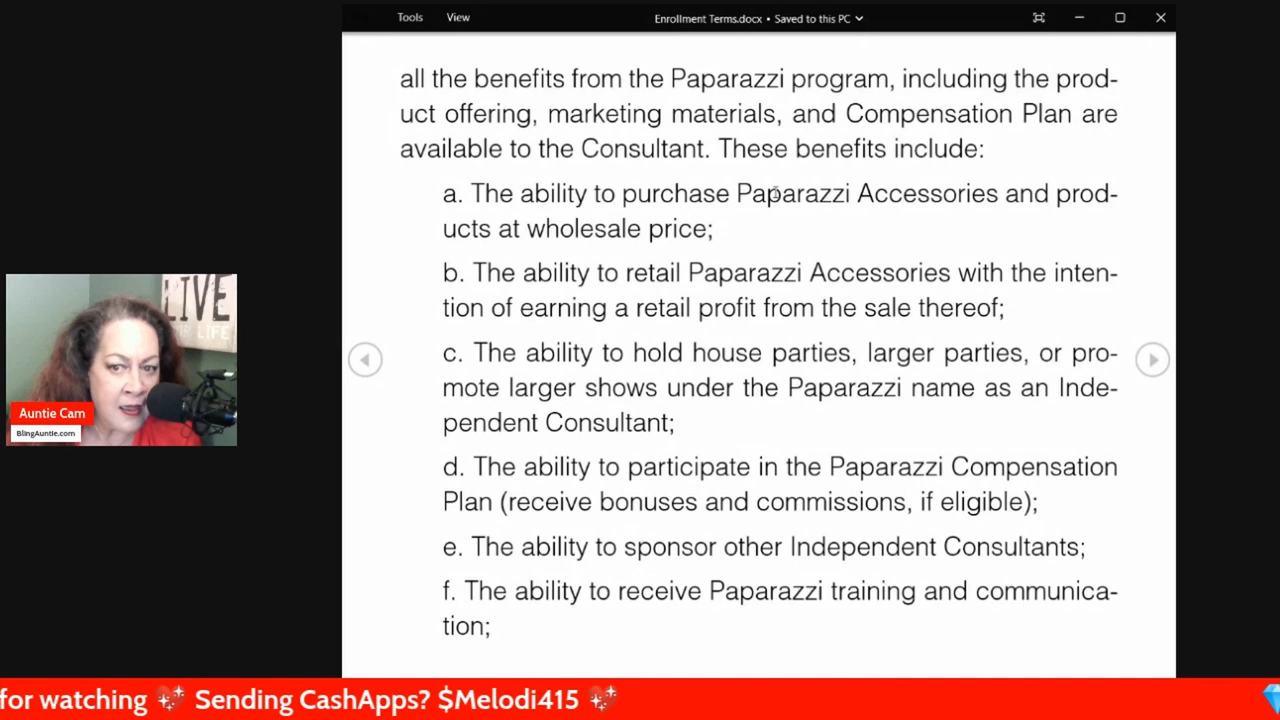 Tools View Enrollment Terms.docx • Saved to this PC
all the benefits from the Paparazzi program, including the prod-
uct offering, marketing materials, and Compensation Plan are
available to the Consultant. These benefits include:
a. The ability to purchase Paparazzi Accessories and prod-
ucts at wholesale price;
b. The ability to retail Paparazzi Accessories with the inten-
tion of earning a retail profit from the sale thereof;
c. The ability to hold house parties, larger parties, or pro-
mote larger shows under the Paparazzi name as an Inde-
pendent Consultant;
d. The ability to participate in the Paparazzi Compensation
Plan (receive bonuses and commissions, if eligible);
e. The ability to sponsor other Independent Consultants;
f. The ability to receive Paparazzi training and communica-
tion;
LIVE
LIFE
Auntie Cam
BlingAuntie.com
for watching 💖 Sending CashApps? $Melodi415 💖